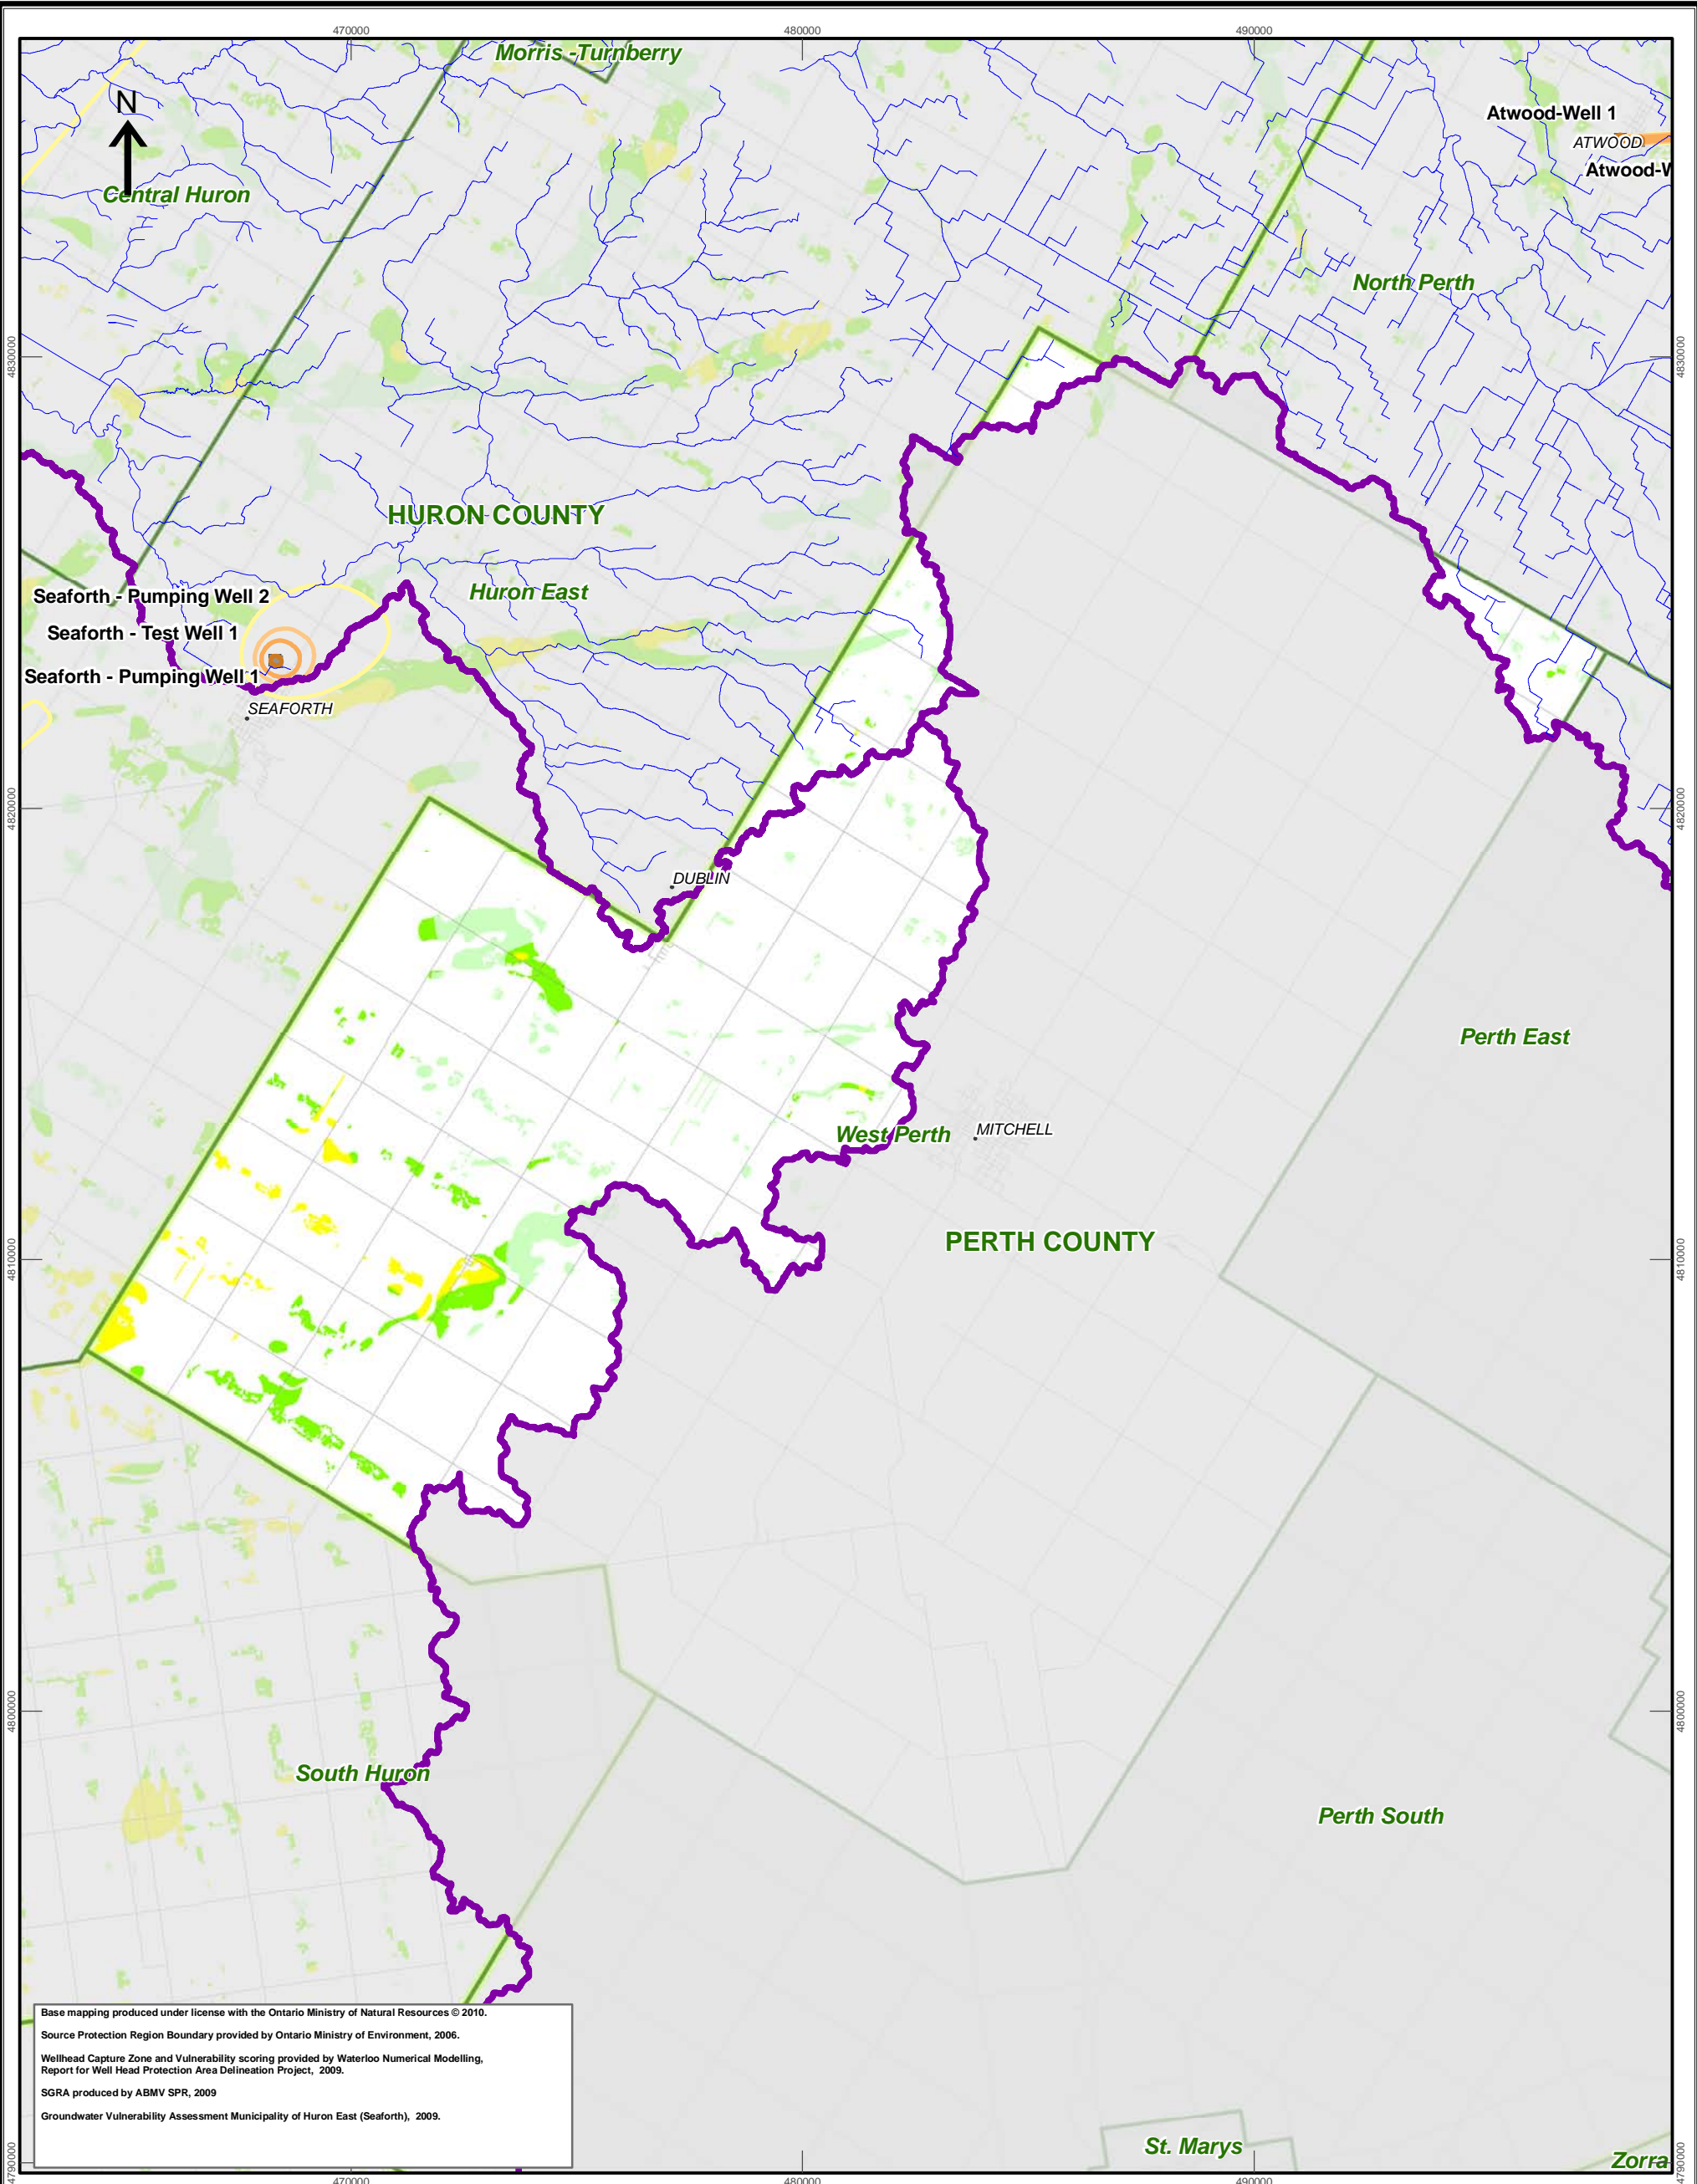 470000
480000
490000
Morris -Turnberry
N
Atwood-Well 1
ATWOOD
Atwood-W
Central Huron
North Perth
4830000
4830000
HURON COUNTY
Huron East
Seaforth - Pumping Well 2
Seaforth - Test Well 1
Seaforth - Pumping Well 1
SEAFORTH
4820000
4820000
DUBLIN
Perth East
West Perth
MITCHELL
PERTH COUNTY
4810000
4810000
4800000
4800000
South Huron
Perth South
Base mapping produced under license with the Ontario Ministry of Natural Resources © 2010.
Source Protection Region Boundary provided by Ontario Ministry of Environment, 2006.
Wellhead Capture Zone and Vulnerability scoring provided by Waterloo Numerical Modelling,
Report for Well Head Protection Area Delineation Project, 2009.
SGRA produced by ABMV SPR, 2009
Groundwater Vulnerability Assessment Municipality of Huron East (Seaforth), 2009.
St. Marys
Zorra
4790000
4790000
470000
480000
490000